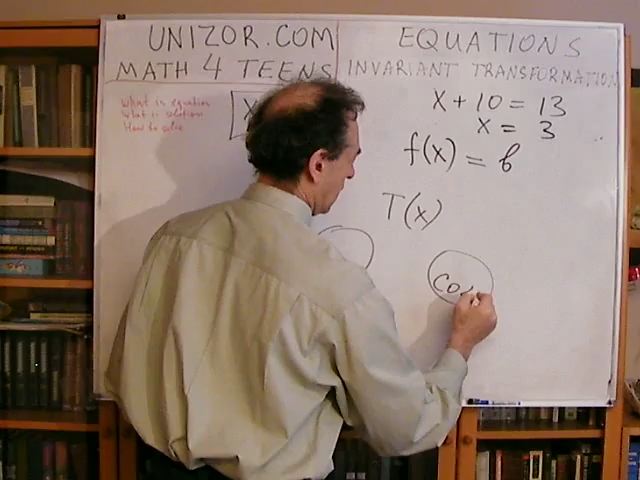 UNIZOR.COM
MATH 4 TEENS
EQUATIONS
INVARIANT TRANSFORMATION
What is equation
What is solution
How to solve
X
X + 10 = 13
X = 3
f(x) = b
T(x)
Co